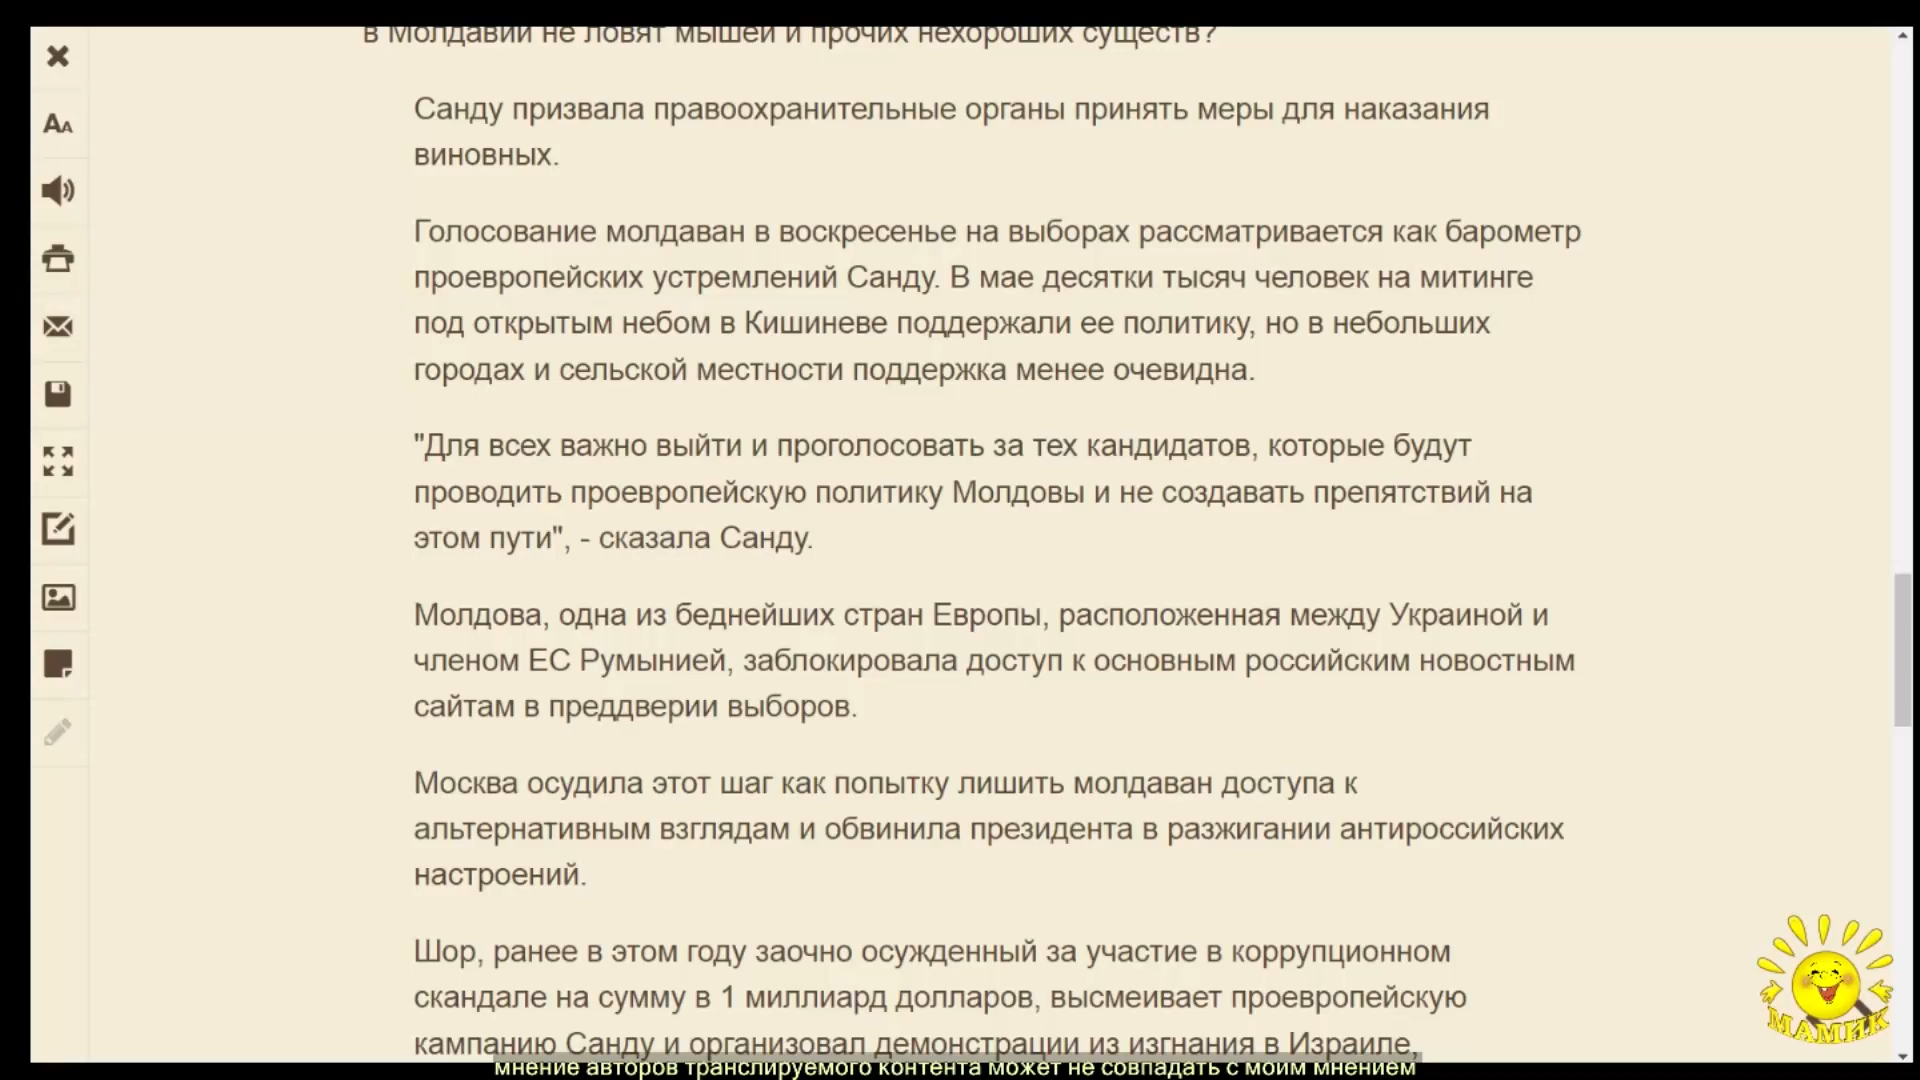 в Молдавии не ловят мышей и прочих нехороших существ?
Санду призвала правоохранительные органы принять меры для наказания
виновных.
Голосование молдаван в воскресенье на выборах рассматривается как барометр
проевропейских устремлений Санду. В мае десятки тысяч человек на митинге
под открытым небом в Кишиневе поддержали ее политику, но в небольших
городах и сельской местности поддержка менее очевидна.
"Для всех важно выйти и проголосовать за тех кандидатов, которые будут
проводить проевропейскую политику Молдовы и не создавать препятствий на
этом пути", - сказала Санду.
Молдова, одна из беднейших стран Европы, расположенная между Украиной и
членом ЕС Румынией, заблокировала доступ к основным российским новостным
сайтам в преддверии выборов.
Москва осудила этот шаг как попытку лишить молдаван доступа к
альтернативным взглядам и обвинила президента в разжигании антироссийских
настроений.
Шор, ранее в этом году заочно осужденный за участие в коррупционном
скандале на сумму в 1 миллиард долларов, высмеивает проевропейскую
кампанию Санду и организовал демонстрации из изгнания в Израиле,
МАМИК
мнение авторов транслируемого контента может не совпадать с моим мнением